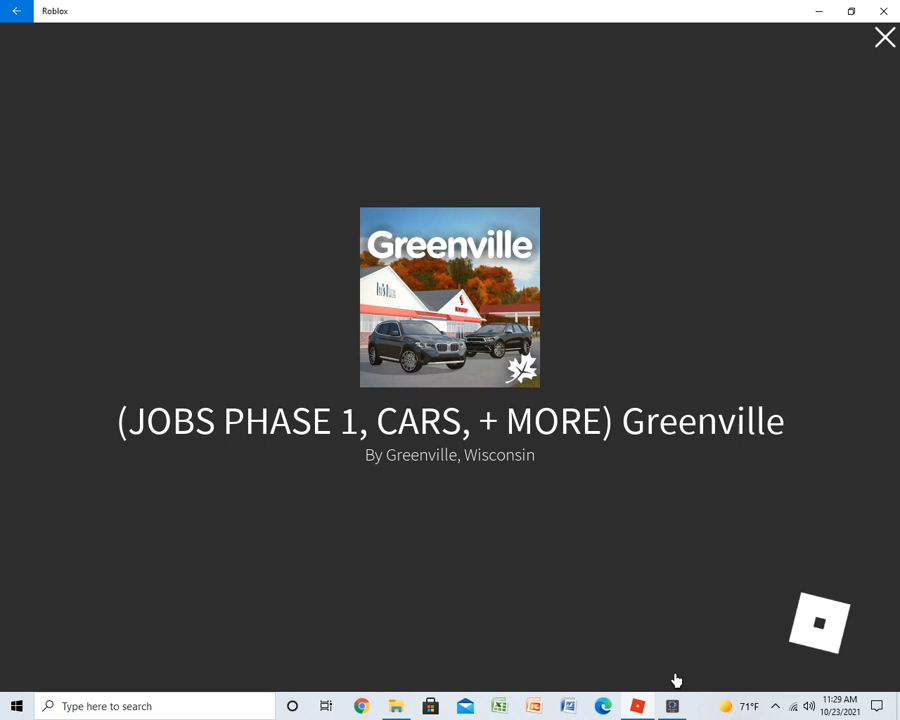 Roblox
Greenville
(JOBS PHASE 1, CARS, + MORE) Greenville
By Greenville, Wisconsin
Type here to search
71°F
11:29 AM
10/23/2021